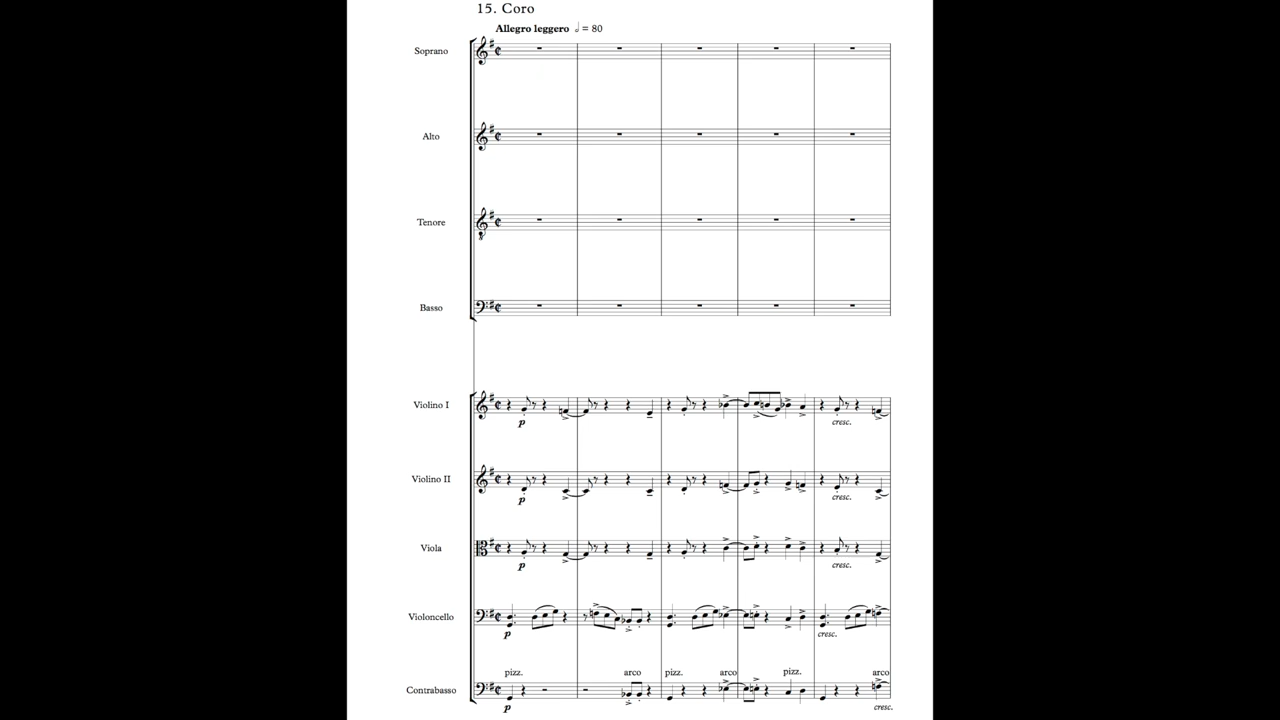 15. Coro
Allegro leggero = 80
Soprano
Alto
Tenore
8
Basso
Violino I
p
cresc.
Violino II
p
cresc.
Viola
p
cresc.
Violoncello
p
cresc.
pizz. arco pizz. arco pizz. arco
Contrabasso
p
cresc.